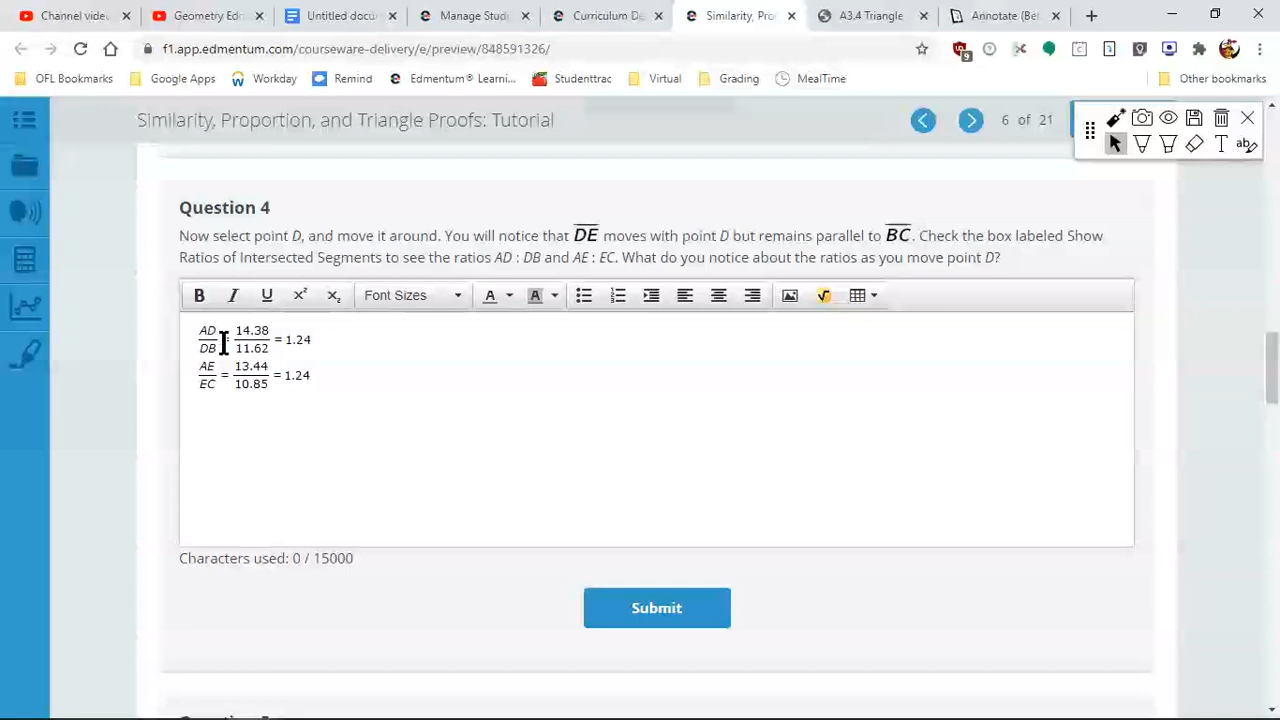 Channel video
Geometry Edm
Untitled docu
Manage Stud
Curriculum De
Similarity, Pro
A3.4 Triangle
Annotate (Be
f1.app.edmentum.com/courseware-delivery/e/preview/848591326/
9
OFL Bookmarks
Google Apps
Workday
Remind
Edmentum® Learni...
Studenttrac
Virtual
Grading
MealTime
Other bookmarks
Similarity, Proportion, and Triangle Proofs: Tutorial
6 of 21
Question 4
Now select point D, and move it around. You will notice that DE moves with point D but remains parallel to BC. Check the box labeled Show
Ratios of Intersected Segments to see the ratios AD : DB and AE : EC. What do you notice about the ratios as you move point D?
B I U X² X₂ Font Sizes A A
AD/DB = 14.38/11.62 = 1.24
AE/EC = 13.44/10.85 = 1.24
Characters used: 0 / 15000
Submit